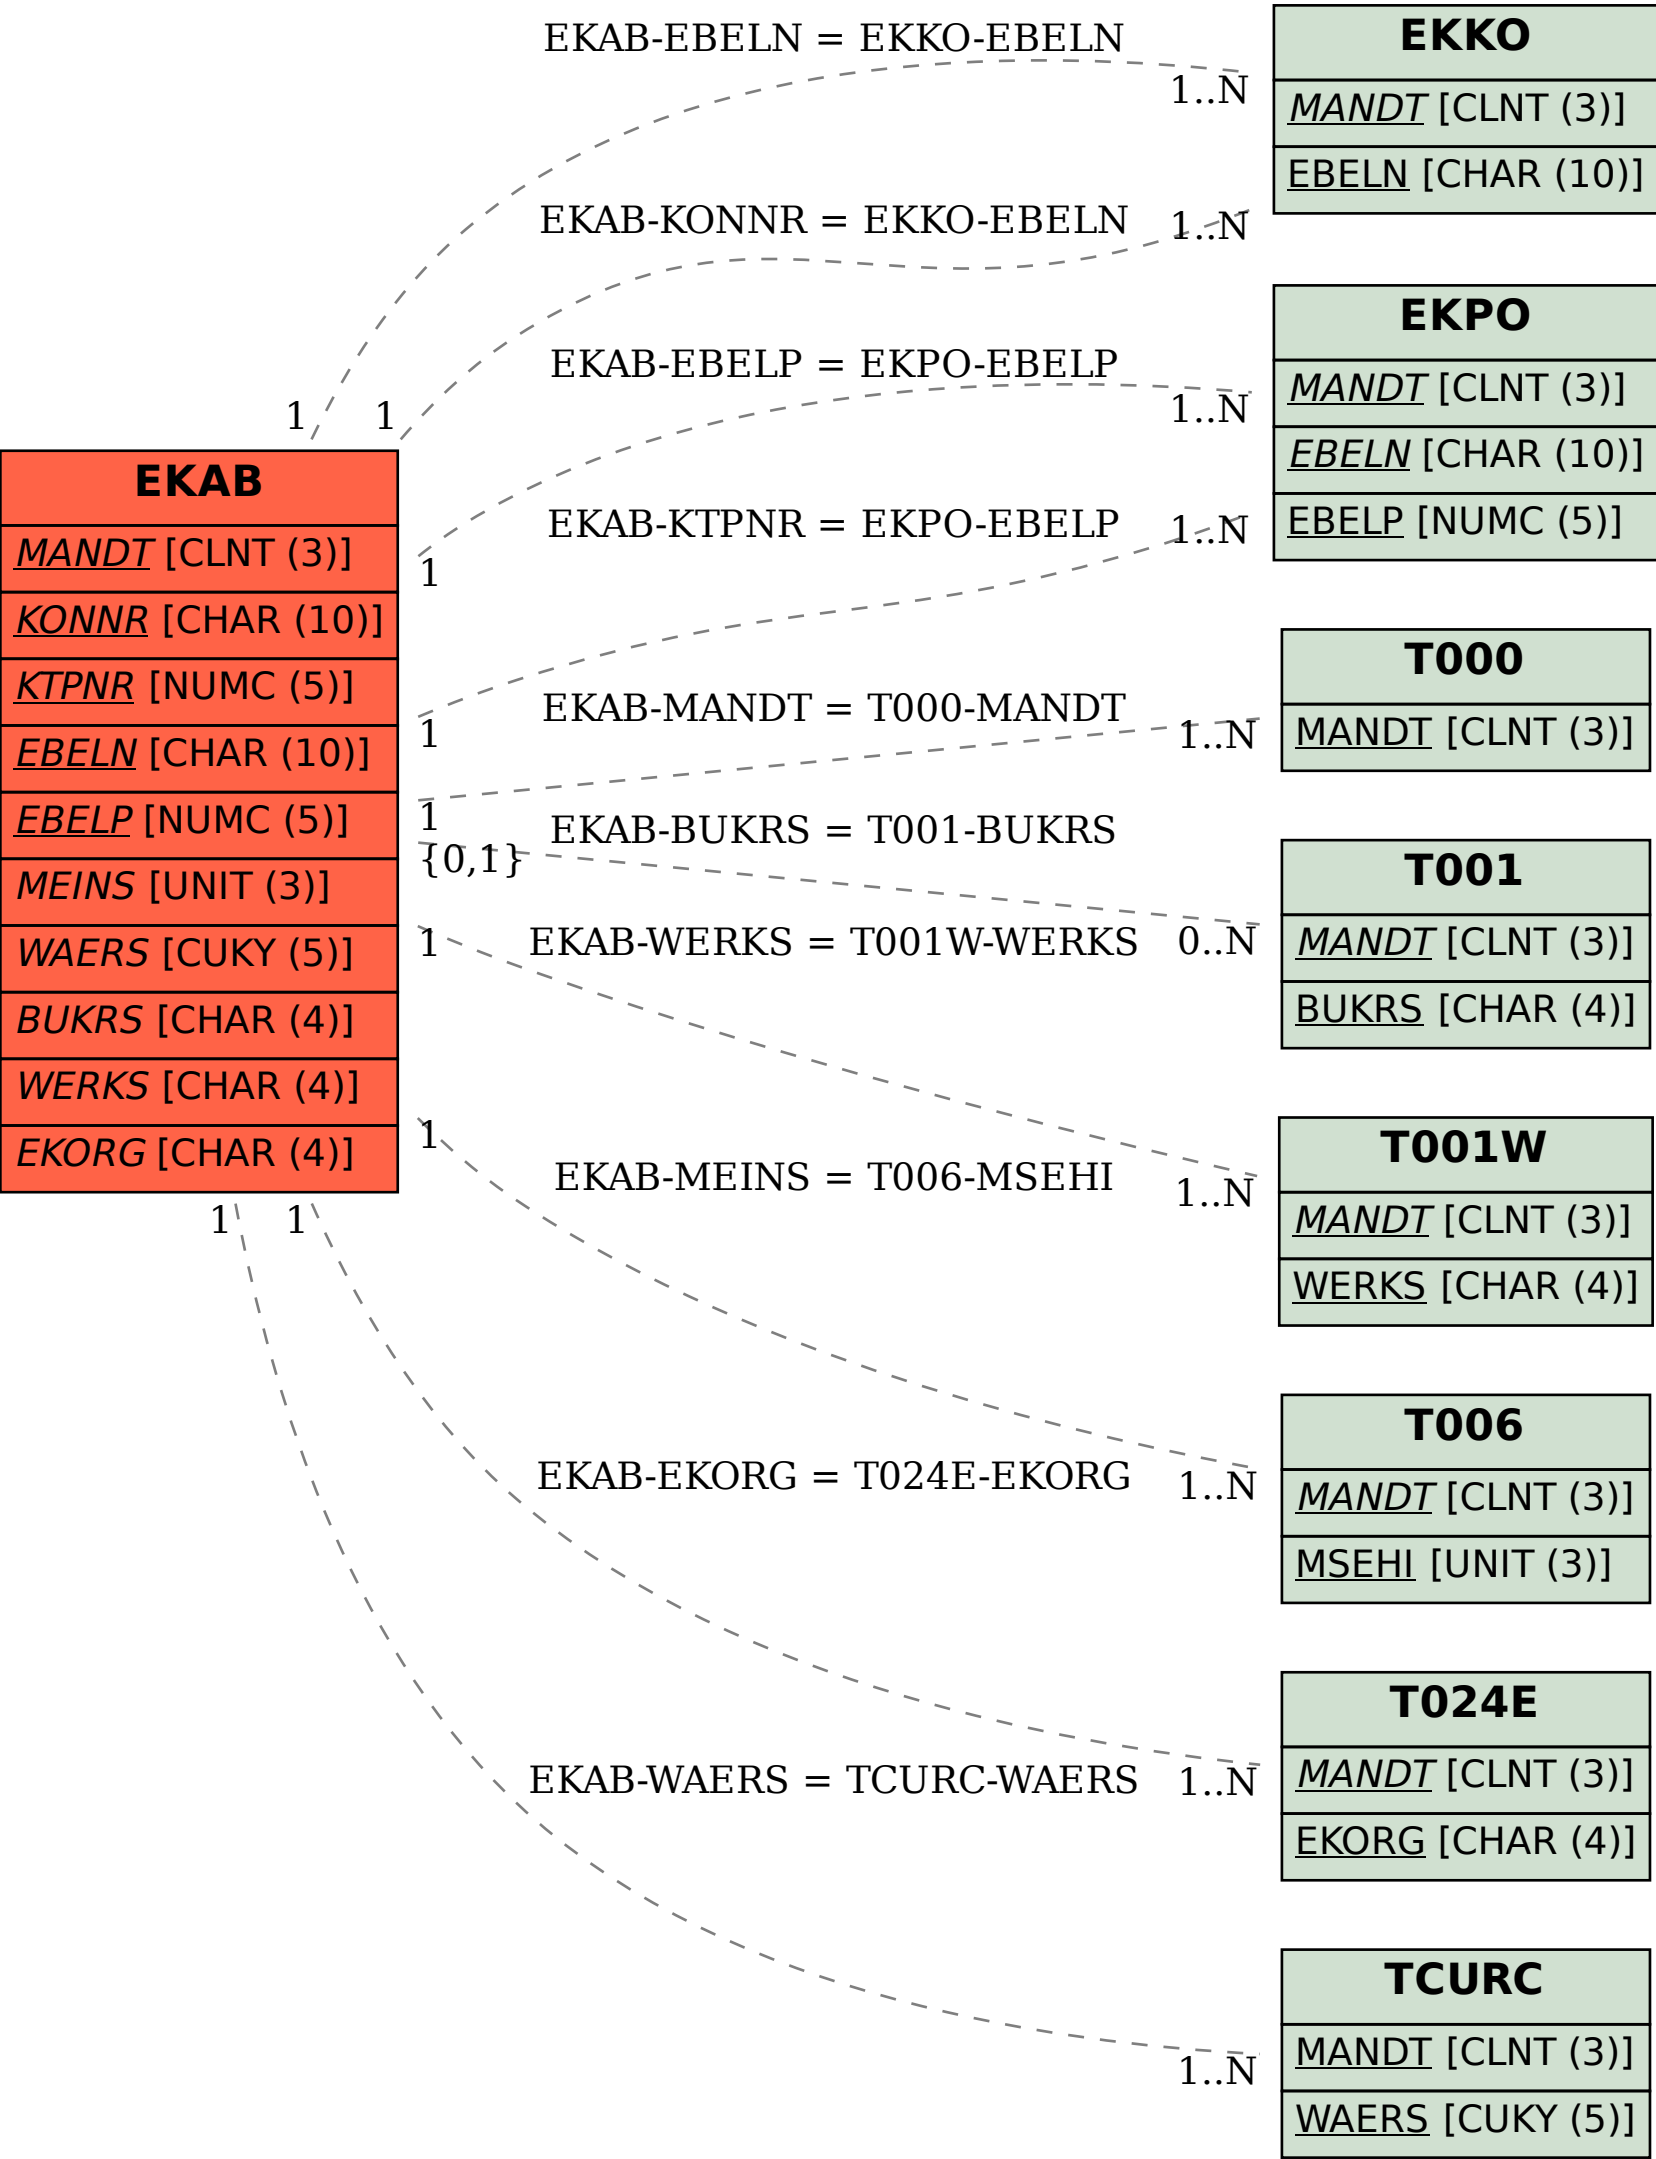 EKAB-EBELN = EKKO-EBELN
1..N
EKAB-KONNR = EKKO-EBELN
1..N
EKAB-EBELP = EKPO-EBELP
1..N
1
1
1
EKAB-KTPNR = EKPO-EBELP
1..N
1
EKAB-MANDT = T000-MANDT
1..N
1
EKAB-BUKRS = T001-BUKRS
{0,1}
0..N
EKAB-WERKS = T001W-WERKS
1
1..N
EKAB-MEINS = T006-MSEHI
1
1..N
EKAB-EKORG = T024E-EKORG
1
1..N
EKAB-WAERS = TCURC-WAERS
1
1..N
EKAB
MANDT [CLNT (3)]
KONNR [CHAR (10)]
KTPNR [NUMC (5)]
EBELN [CHAR (10)]
EBELP [NUMC (5)]
MEINS [UNIT (3)]
WAERS [CUKY (5)]
BUKRS [CHAR (4)]
WERKS [CHAR (4)]
EKORG [CHAR (4)]
EKKO
MANDT [CLNT (3)]
EBELN [CHAR (10)]
EKPO
MANDT [CLNT (3)]
EBELN [CHAR (10)]
EBELP [NUMC (5)]
T000
MANDT [CLNT (3)]
T001
MANDT [CLNT (3)]
BUKRS [CHAR (4)]
T001W
MANDT [CLNT (3)]
WERKS [CHAR (4)]
T006
MANDT [CLNT (3)]
MSEHI [UNIT (3)]
T024E
MANDT [CLNT (3)]
EKORG [CHAR (4)]
TCURC
MANDT [CLNT (3)]
WAERS [CUKY (5)]